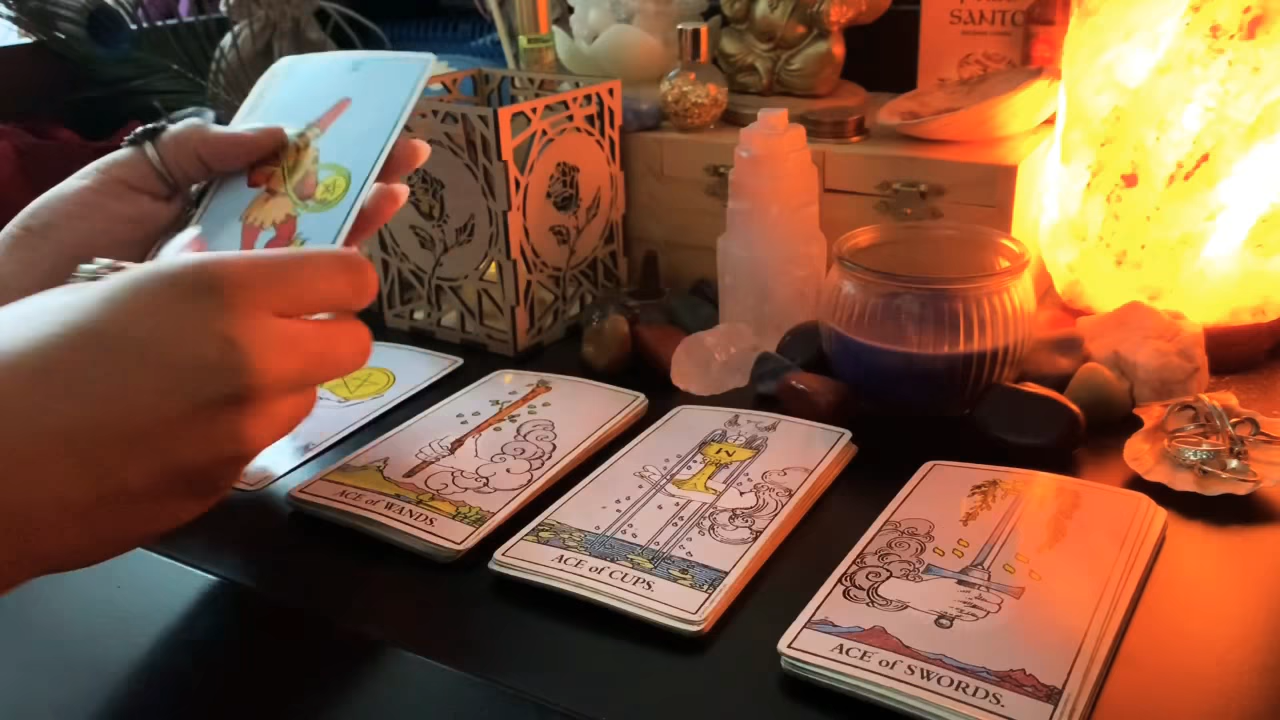 SANTO
ACE of WANDS.
ACE of CUPS.
ACE of SWORDS.